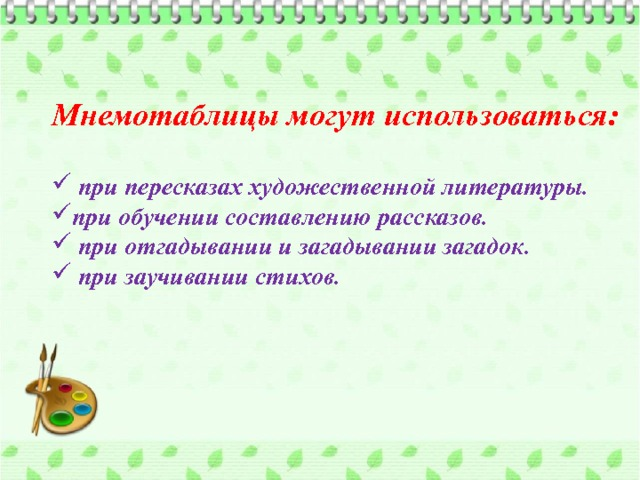 Мнемотаблицы могут использоваться:
✓ при пересказах художественной литературы.
✓ при обучении составлению рассказов.
✓ при отгадывании и загадывании загадок.
✓ при заучивании стихов.